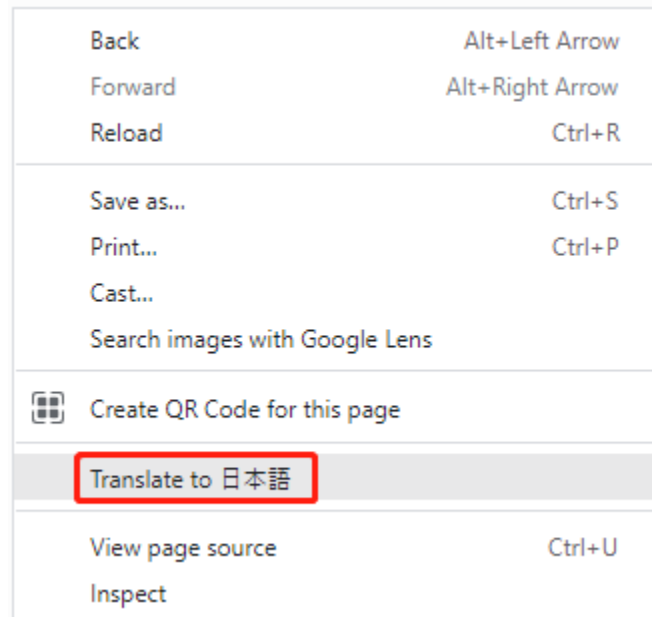 Back Alt+Left Arrow
Forward Alt+Right Arrow
Reload Ctrl+R
Save as... Ctrl+S
Print... Ctrl+P
Cast...
Search images with Google Lens
Create QR Code for this page
Translate to 日本語
View page source Ctrl+U
Inspect